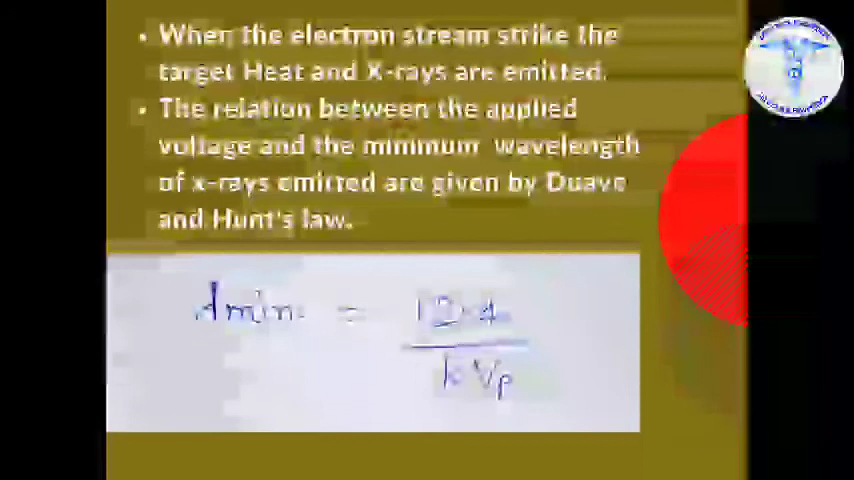 • When the electron stream strike the
target Heat and X-rays are emitted.
• The relation between the applied
voltage and the minimum wavelength
of x-rays emitted are given by Duave
and Hunt's law.
λmin = 12.4
kVp